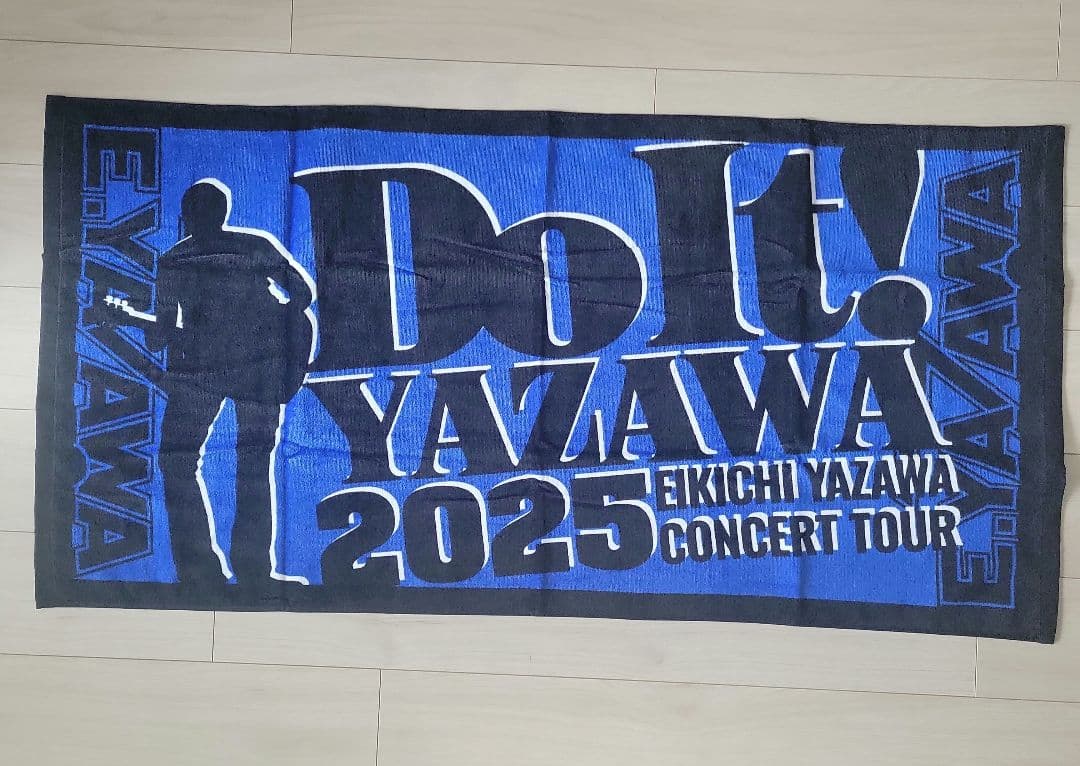 E.YAZAWA
Do It!
YAZAWA
2025
EIKICHI YAZAWA
CONCERT TOUR
E.YAZAWA